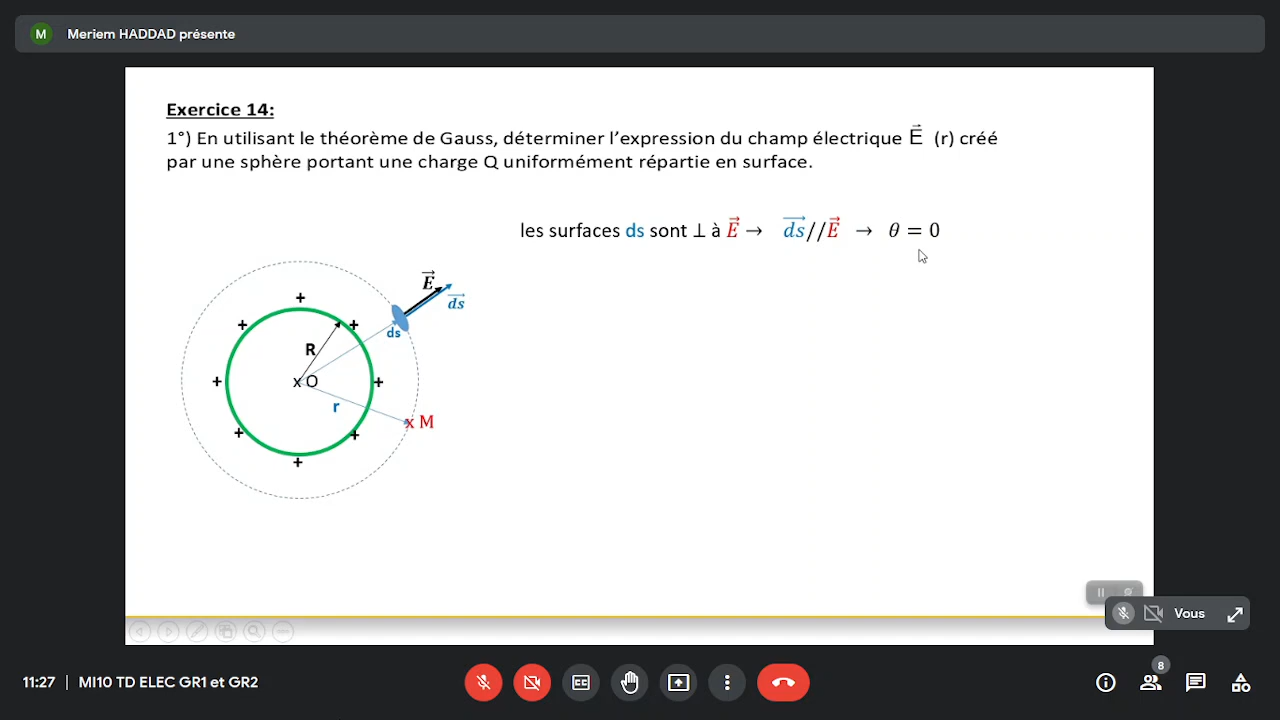 M Meriem HADDAD présente
Exercice 14:
1°) En utilisant le théorème de Gauss, déterminer l'expression du champ électrique E⃗ (r) créé
par une sphère portant une charge Q uniformément répartie en surface.
les surfaces ds sont ⊥ à E⃗ → d͞s⃗//E⃗ → θ = 0
E⃗
ds⃗
+
+ +
ds
R
+ x O +
r
x M
+ +
+
Vous
11:27 | MI10 TD ELEC GR1 et GR2
CC
8